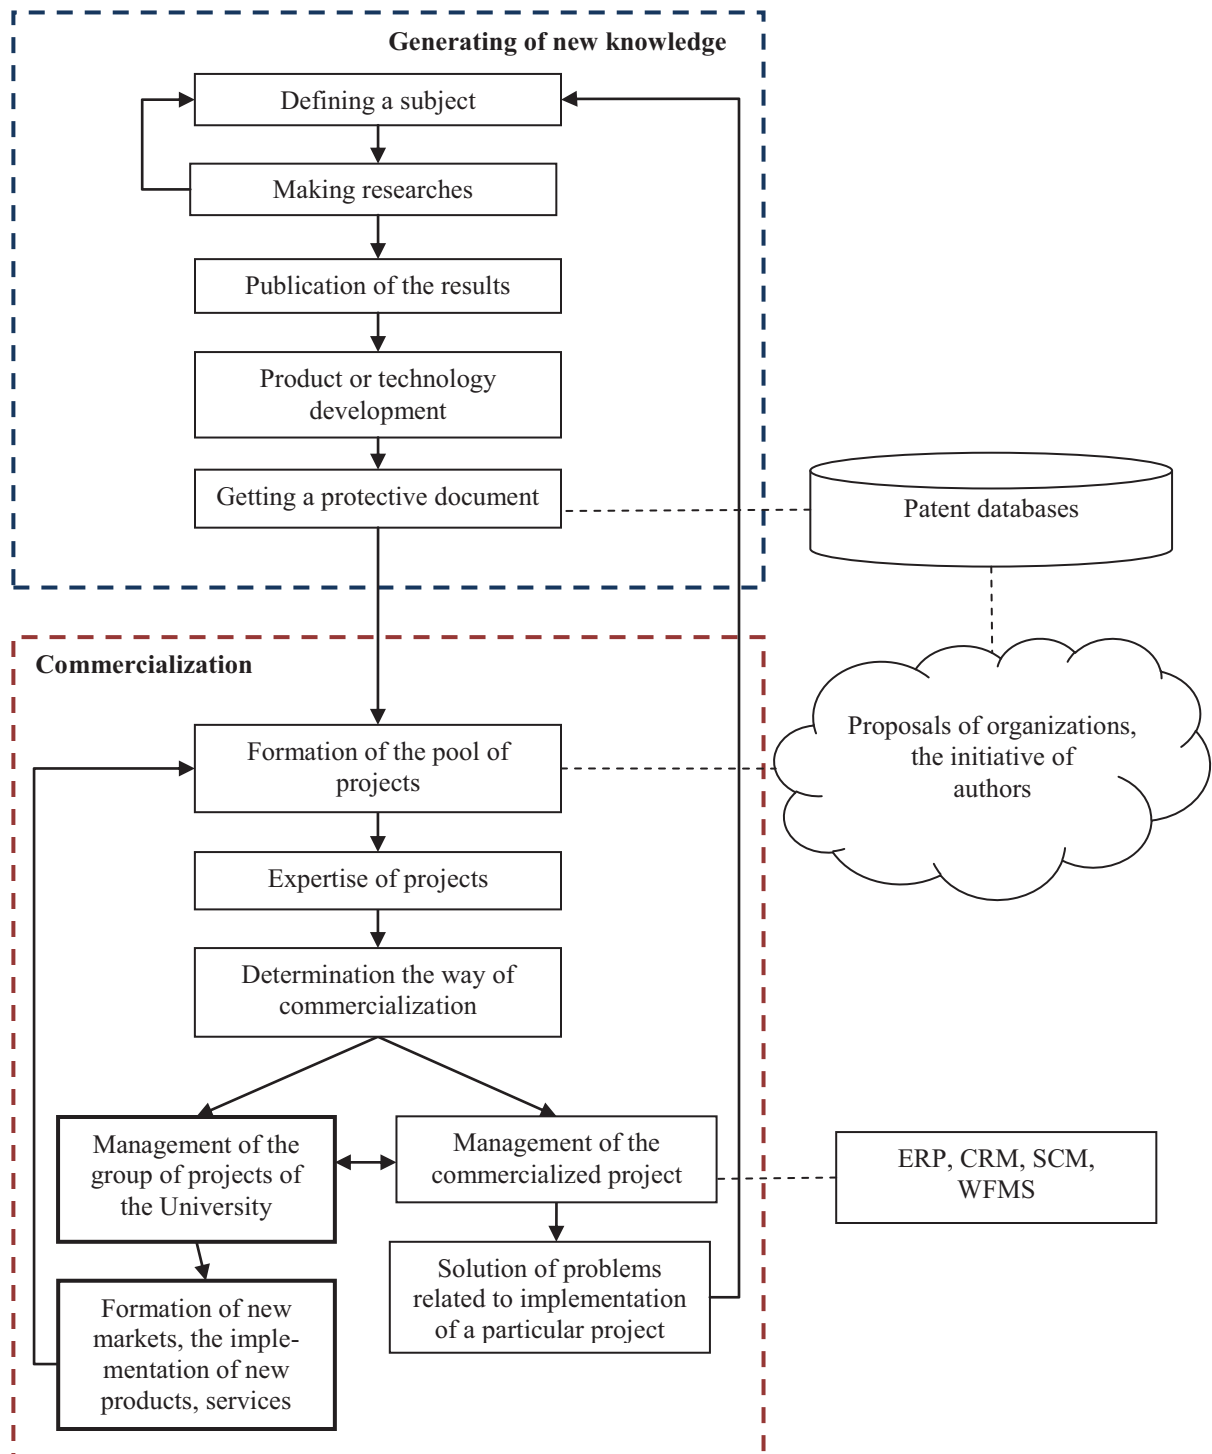 Generating of new knowledge
Defining a subject
Making researches
Publication of the results
Product or technology
development
Getting a protective document
Patent databases
Commercialization
Proposals of organizations,
the initiative of
authors
Formation of the pool of
projects
Expertise of projects
Determination the way of
commercialization
Management of the
group of projects of
the University
Management of the
commercialized project
ERP, CRM, SCM,
WFMS
Formation of new
markets, the imple-
mentation of new
products, services
Solution of problems
related to implementation
of a particular project